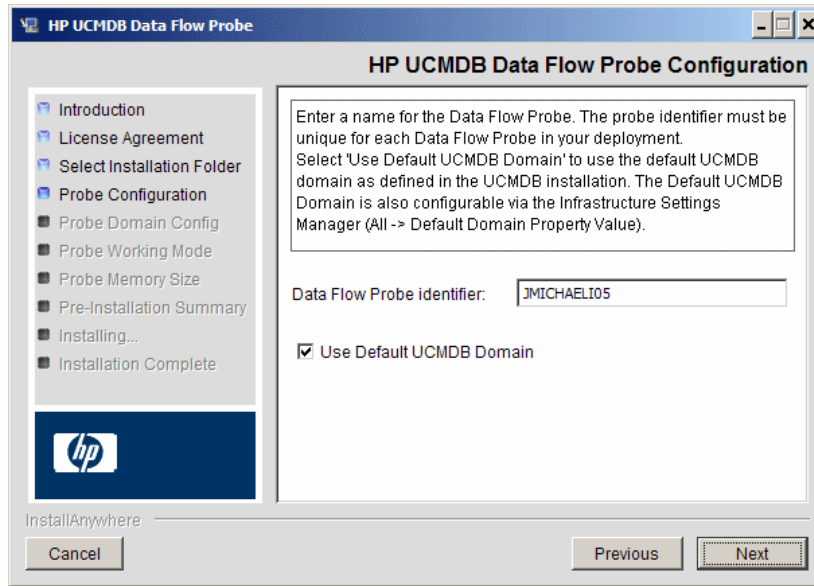 HP UCMDB Data Flow Probe
HP UCMDB Data Flow Probe Configuration
Introduction
License Agreement
Select Installation Folder
Probe Configuration
Probe Domain Config
Probe Working Mode
Probe Memory Size
Pre-Installation Summary
Installing...
Installation Complete
hp
Enter a name for the Data Flow Probe. The probe identifier must be
unique for each Data Flow Probe in your deployment.
Select 'Use Default UCMDB Domain' to use the default UCMDB
domain as defined in the UCMDB installation. The Default UCMDB
Domain is also configurable via the Infrastructure Settings
Manager (All -> Default Domain Property Value).
Data Flow Probe identifier: JMICHAELI05
Use Default UCMDB Domain
InstallAnywhere
Cancel Previous Next